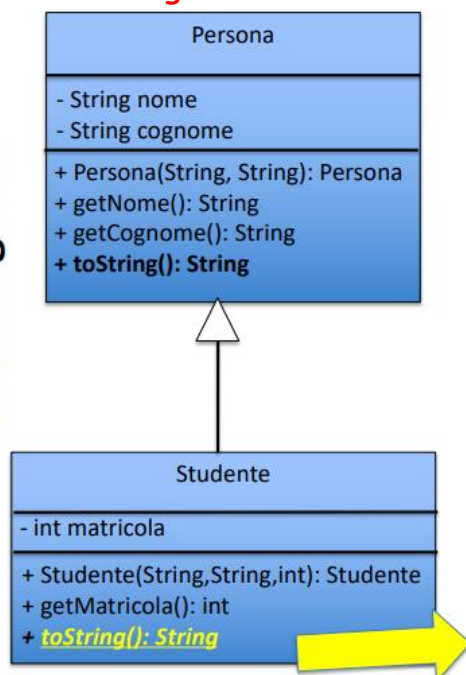 Persona
- String nome
- String cognome
+ Persona(String, String): Persona
+ getNome(): String
+ getCognome(): String
+ toString(): String
Studente
- int matricola
+ Studente(String,String,int): Studente
+ getMatricola(): int
+ toString(): String